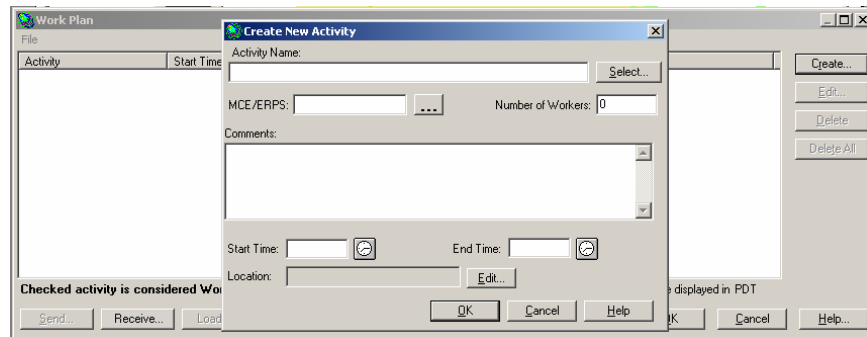 Work Plan
File
Activity Start Time
Create...
Edit...
Delete
Delete All
Create New Activity
Activity Name:
Select...
MCE/ERPS: ... Number of Workers: 0
Comments:
Start Time: End Time:
Location: Edit...
OK Cancel Help
Checked activity is considered displayed in PDT
Send... Receive... Load Cancel Help...